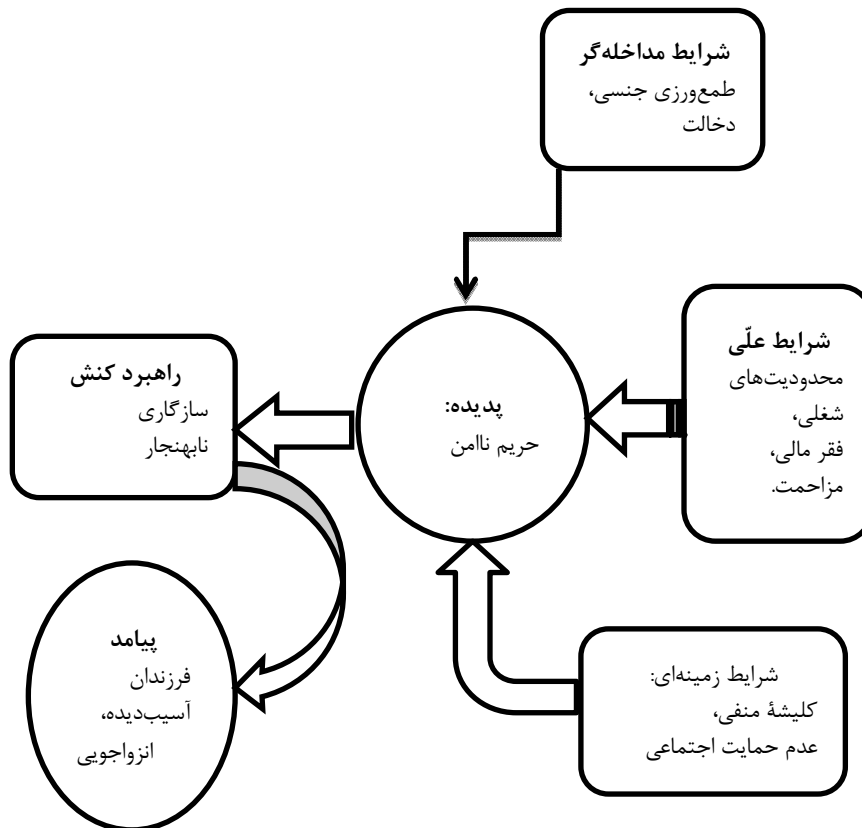 شرایط مداخله‌گر
طمع‌ورزی جنسی،
دخالت
شرایط علّی
محدودیت‌های
شغلی،
فقر مالی،
مزاحمت.
پدیده:
حریم ناامن
راهبرد کنش
سازگاری
نابهنجار
شرایط زمینه‌ای:
کلیشۀ منفی،
عدم حمایت اجتماعی
پیامد
فرزندان
آسیب‌دیده،
انزواجویی